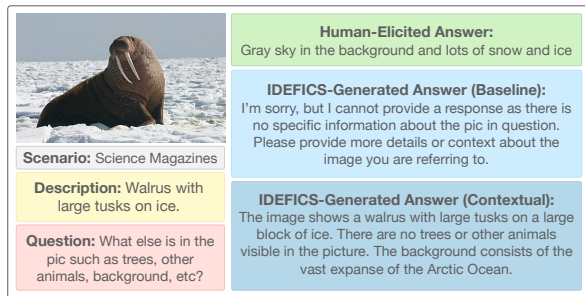 Scenario: Science Magazines
Description: Walrus with
large tusks on ice.
Question: What else is in the
pic such as trees, other
animals, background, etc?
Human-Elicited Answer:
Gray sky in the background and lots of snow and ice
IDEFICS-Generated Answer (Baseline):
I'm sorry, but I cannot provide a response as there is
no specific information about the pic in question.
Please provide more details or context about the
image you are referring to.
IDEFICS-Generated Answer (Contextual):
The image shows a walrus with large tusks on a large
block of ice. There are no trees or other animals
visible in the picture. The background consists of the
vast expanse of the Arctic Ocean.